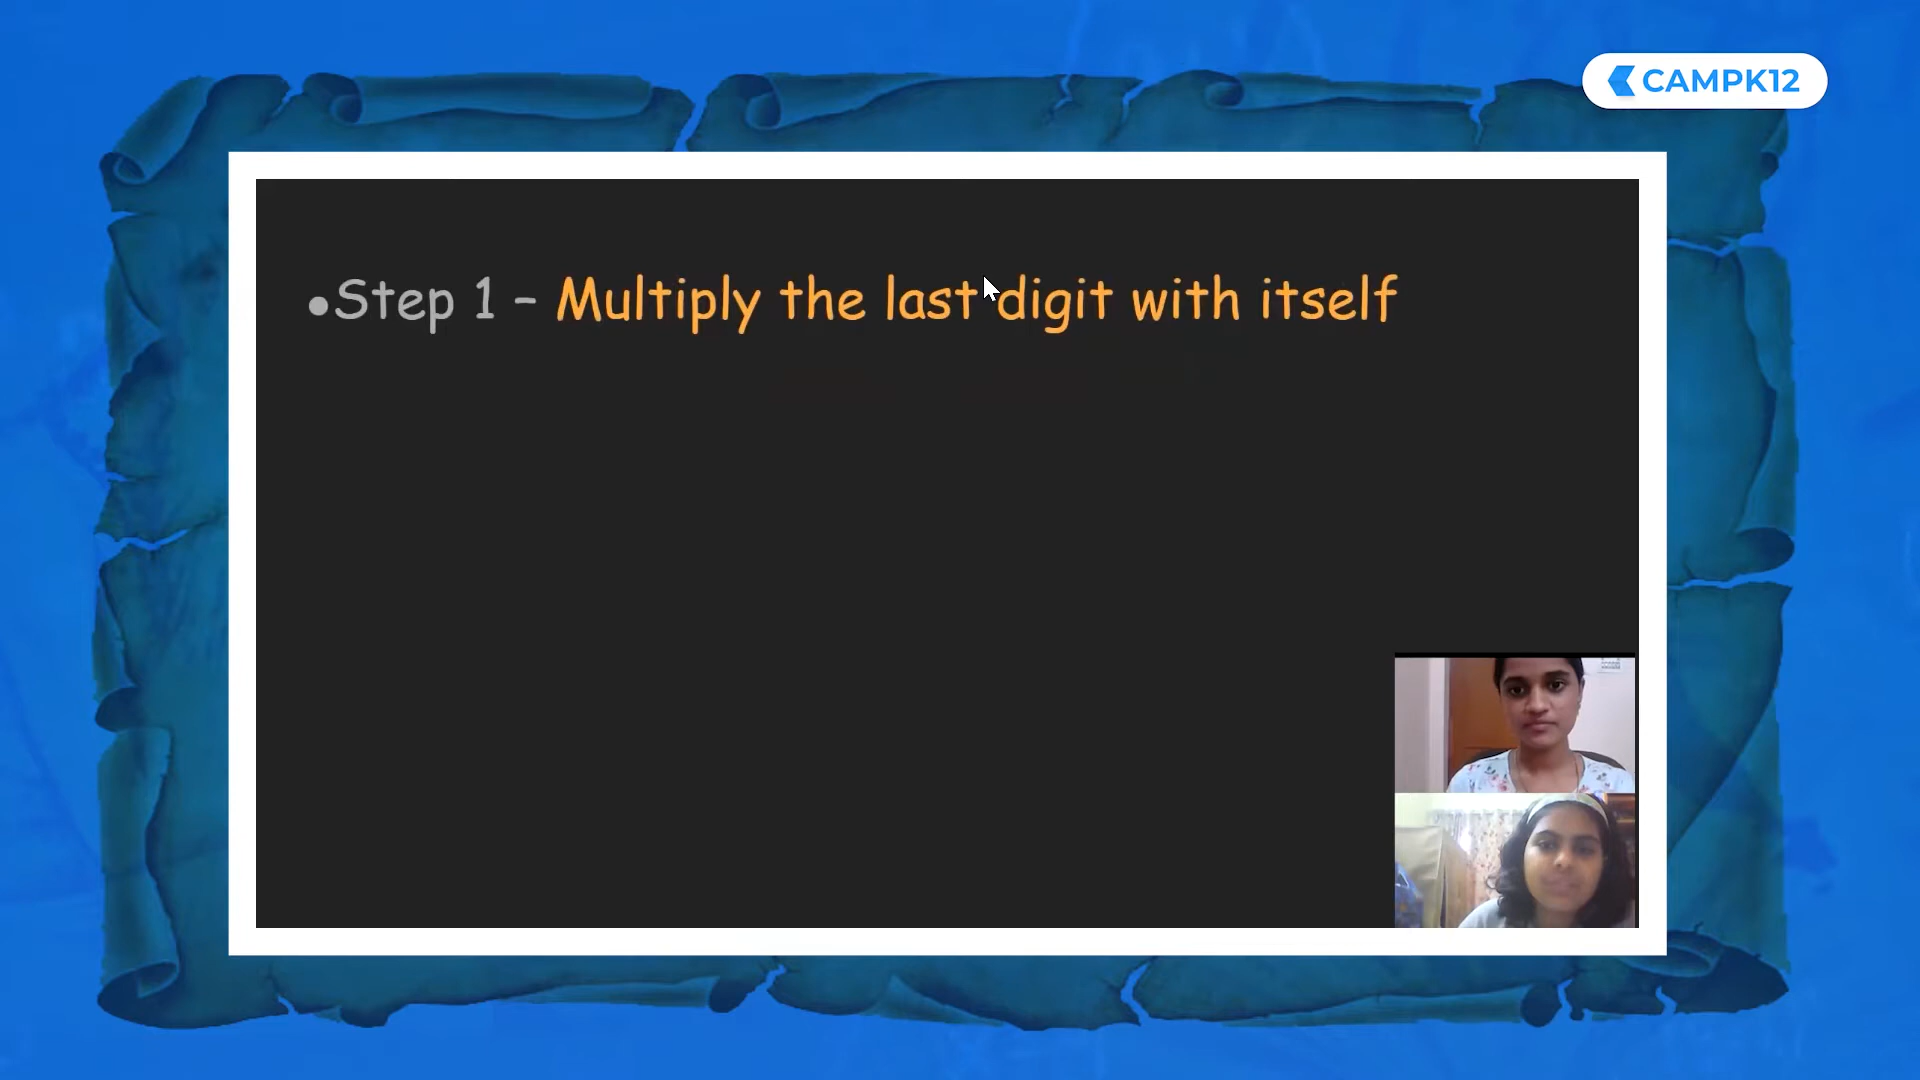 CAMPK12
•Step 1 – Multiply the last digit with itself